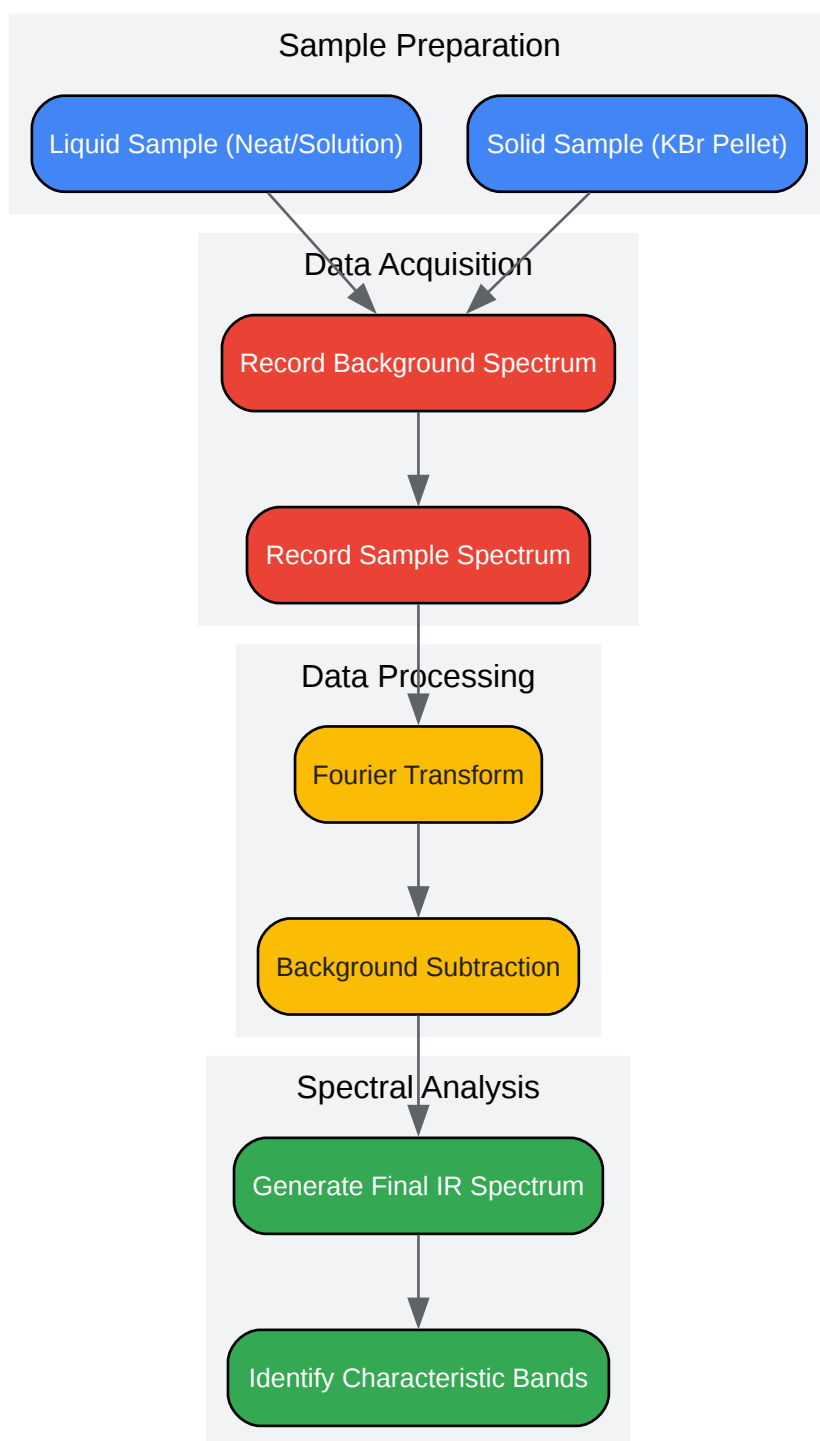 Sample Preparation
Liquid Sample (Neat/Solution)
Solid Sample (KBr Pellet)
Data Acquisition
Record Background Spectrum
Record Sample Spectrum
Data Processing
Fourier Transform
Background Subtraction
Spectral Analysis
Generate Final IR Spectrum
Identify Characteristic Bands